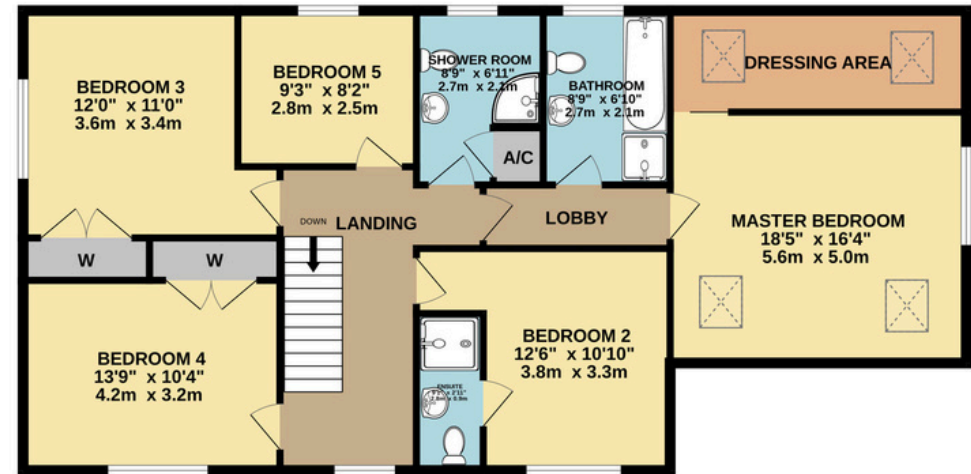 BEDROOM 3
12'0" x 11'0"
3.6m x 3.4m
BEDROOM 5
9'3" x 8'2"
2.8m x 2.5m
SHOWER ROOM
8'9" x 6'11"
2.7m x 2.1m
BATHROOM
8'9" x 6'10"
2.7m x 2.1m
DRESSING AREA
A/C
DOWN
LANDING
LOBBY
MASTER BEDROOM
18'5" x 16'4"
5.6m x 5.0m
W
W
BEDROOM 4
13'9" x 10'4"
4.2m x 3.2m
BEDROOM 2
12'6" x 10'10"
3.8m x 3.3m
ENSUITE